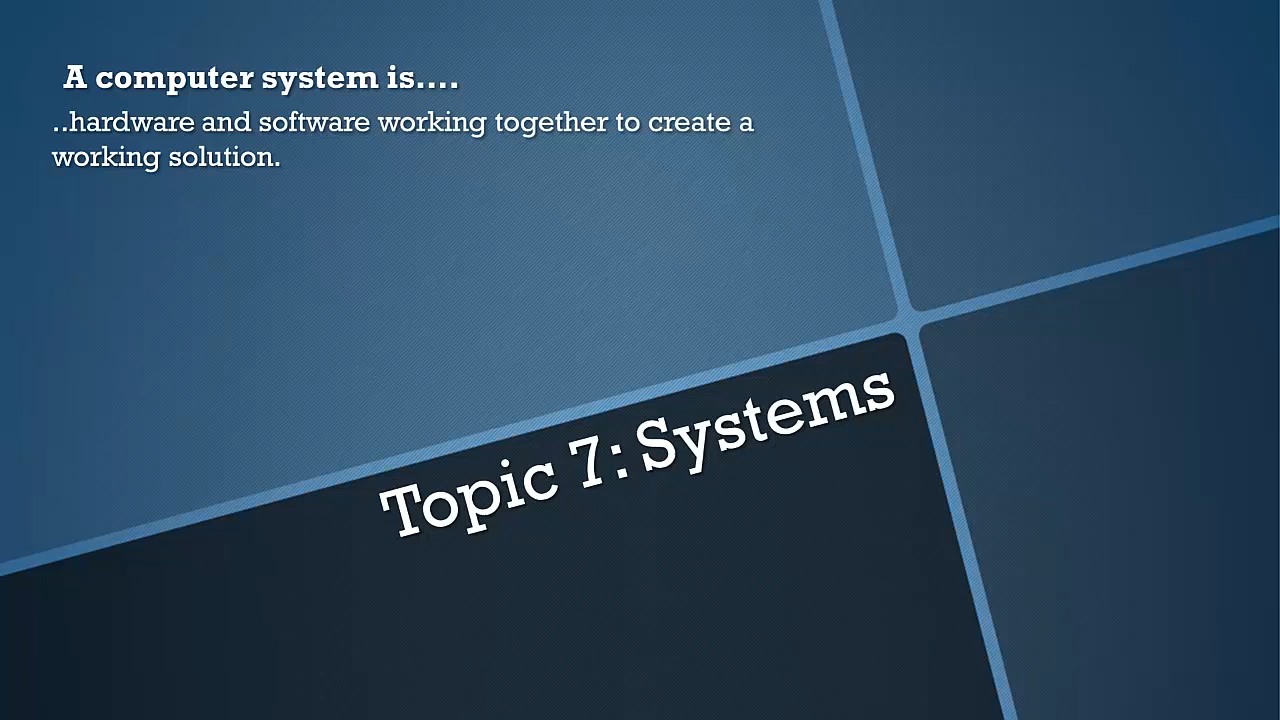 A computer system is....
..hardware and software working together to create a
working solution.
Topic 7: Systems